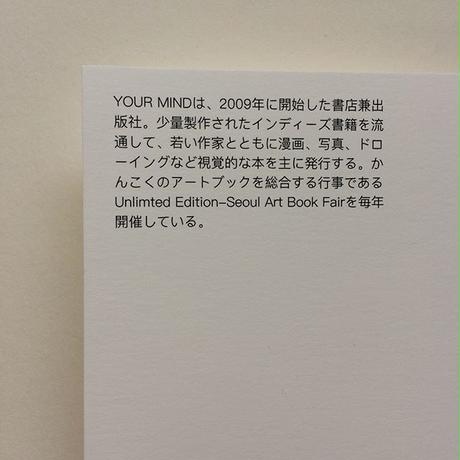 YOUR MINDは、2009年に開始した書店兼出
版社。少量製作されたインディーズ書籍を流
通して、若い作家とともに漫画、写真、ドロ
ーイングなど視覚的な本を主に発行する。か
んこくのアートブックを総合する行事である
Unlimted Edition–Seoul Art Book Fairを毎年
開催している。